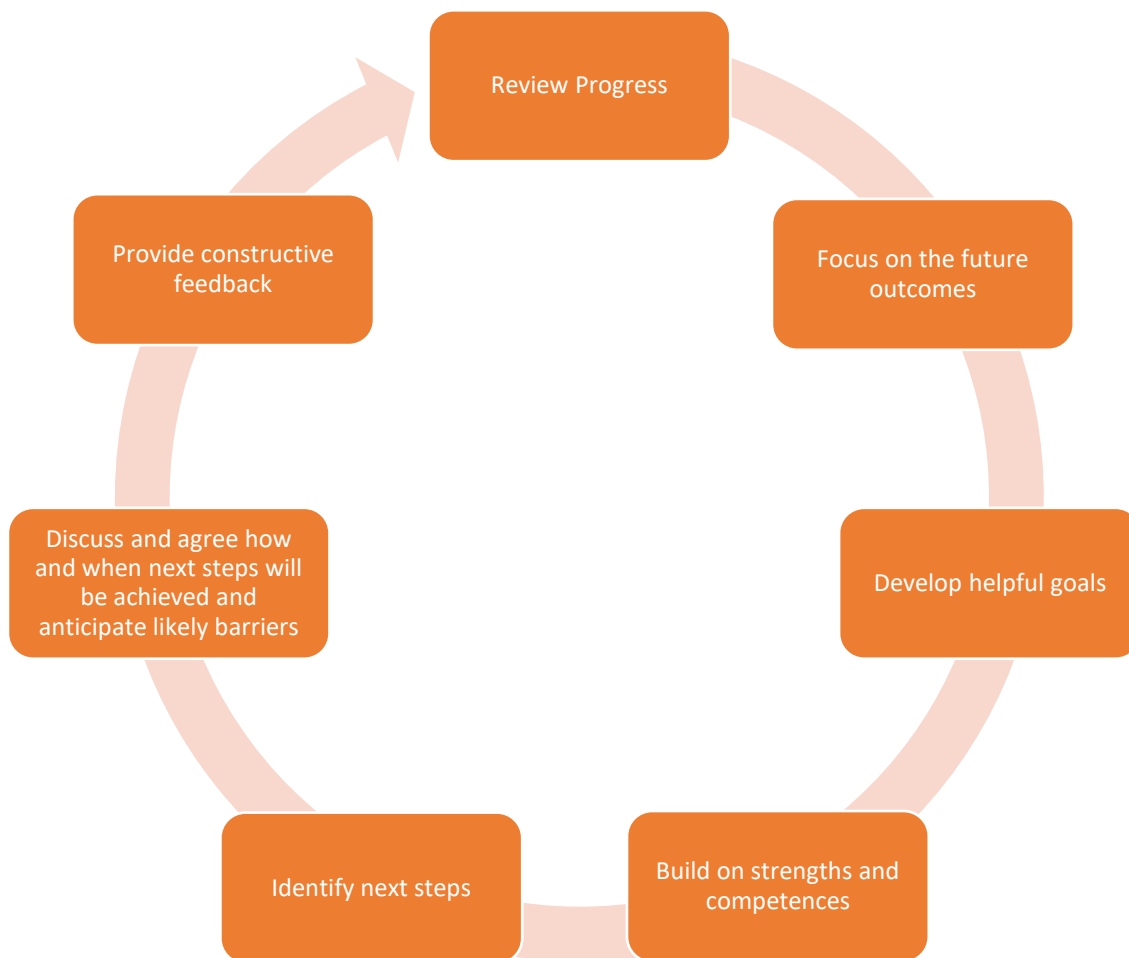 Review Progress
Focus on the future
outcomes
Develop helpful goals
Build on strengths and
competences
Identify next steps
Discuss and agree how
and when next steps will
be achieved and
anticipate likely barriers
Provide constructive
feedback